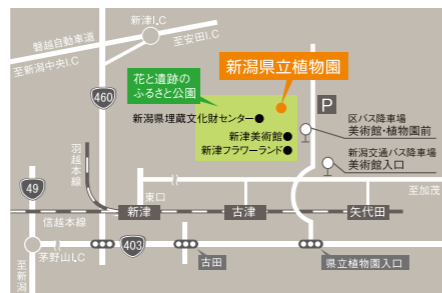 新津I.C
磐越自動車道
至安田I.C
至新潟中央I.C
新潟県立植物園
花と遺跡の
ふるさと公園
460
P
新潟県埋蔵文化財センター
区バス降車場
美術館・植物園前
新津美術館
新津フラワーランド
新潟交通バス降車場
美術館入口
羽越本線
49
東口
至加茂
信越本線
新津
古津
矢代田
403
茅野山I.C
至新潟
古田
県立植物園入口